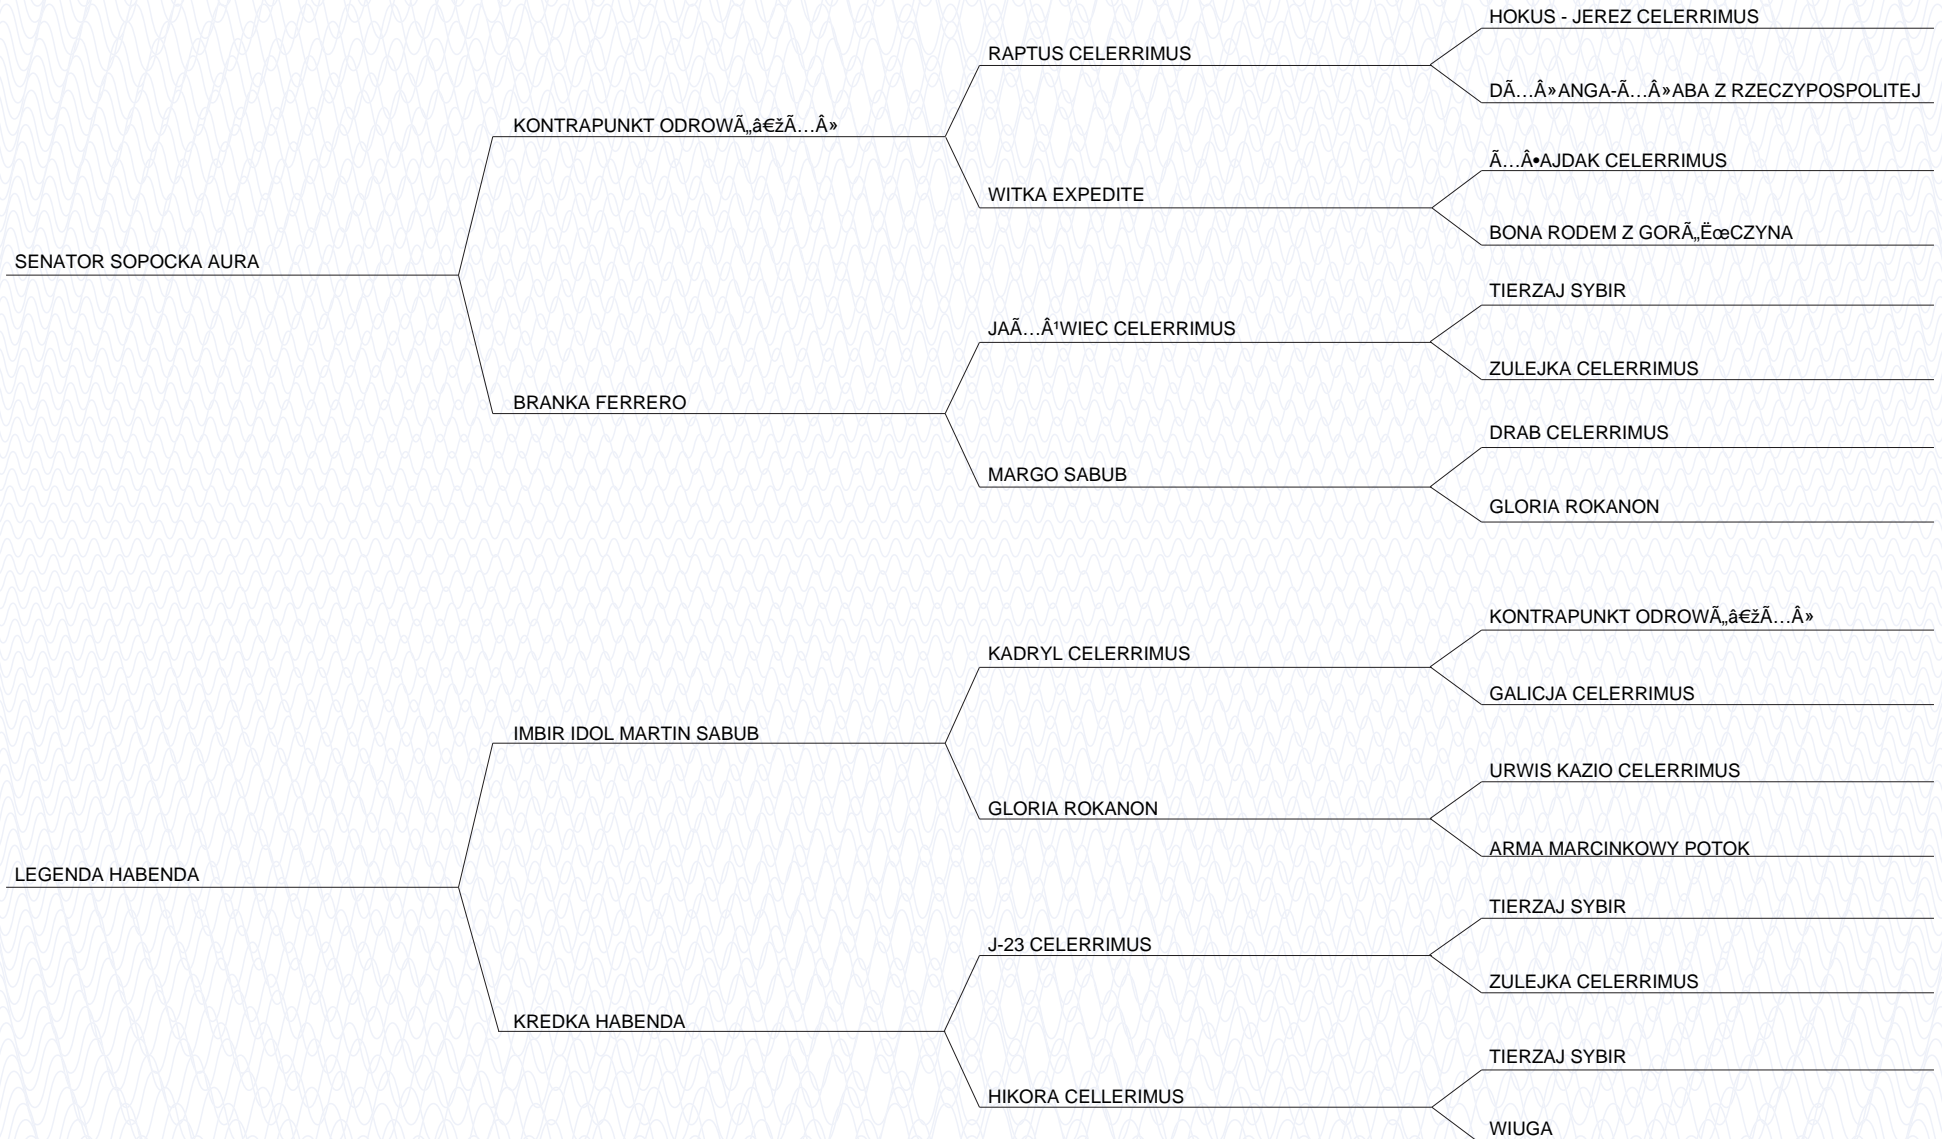 HOKUS - JEREZ CELERRIMUS
RAPTUS CELERRIMUS
DÃ…Â»ANGA-Ã…Â»ABA Z RZECZYPOSPOLITEJ
KONTRAPUNKT ODROWÃ„â€žÃ…Â»
Ã…Â•AJDAK CELERRIMUS
WITKA EXPEDITE
BONA RODEM Z GORÃ„ËœCZYNA
SENATOR SOPOCKA AURA
TIERZAJ SYBIR
JAÃ…Â¹WIEC CELERRIMUS
ZULEJKA CELERRIMUS
BRANKA FERRERO
DRAB CELERRIMUS
MARGO SABUB
GLORIA ROKANON
KONTRAPUNKT ODROWÃ„â€žÃ…Â»
KADRYL CELERRIMUS
GALICJA CELERRIMUS
IMBIR IDOL MARTIN SABUB
URWIS KAZIO CELERRIMUS
GLORIA ROKANON
ARMA MARCINKOWY POTOK
LEGENDA HABENDA
TIERZAJ SYBIR
J-23 CELERRIMUS
ZULEJKA CELERRIMUS
KREDKA HABENDA
TIERZAJ SYBIR
HIKORA CELLERIMUS
WIUGA